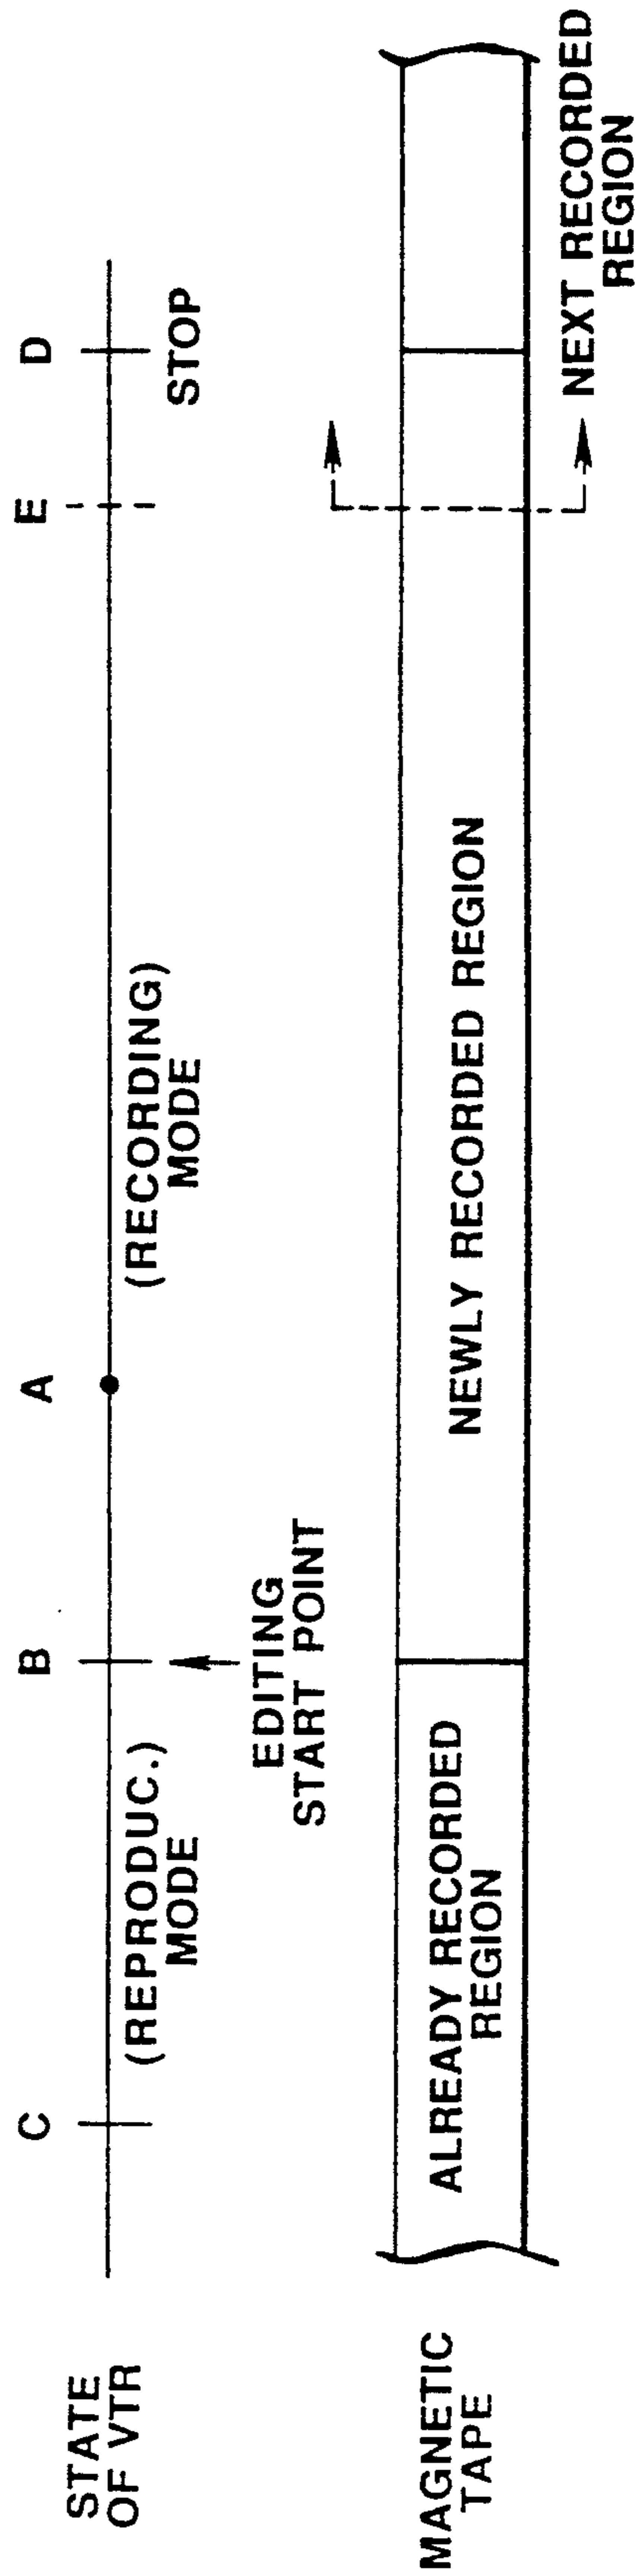 C
B
A
E
D
STATE
OF VTR
(REPRODUC.)
MODE
(RECORDING)
MODE
STOP
EDITING
START POINT
MAGNETIC
TAPE
ALREADY RECORDED
REGION
NEWLY RECORDED REGION
NEXT RECORDED
REGION